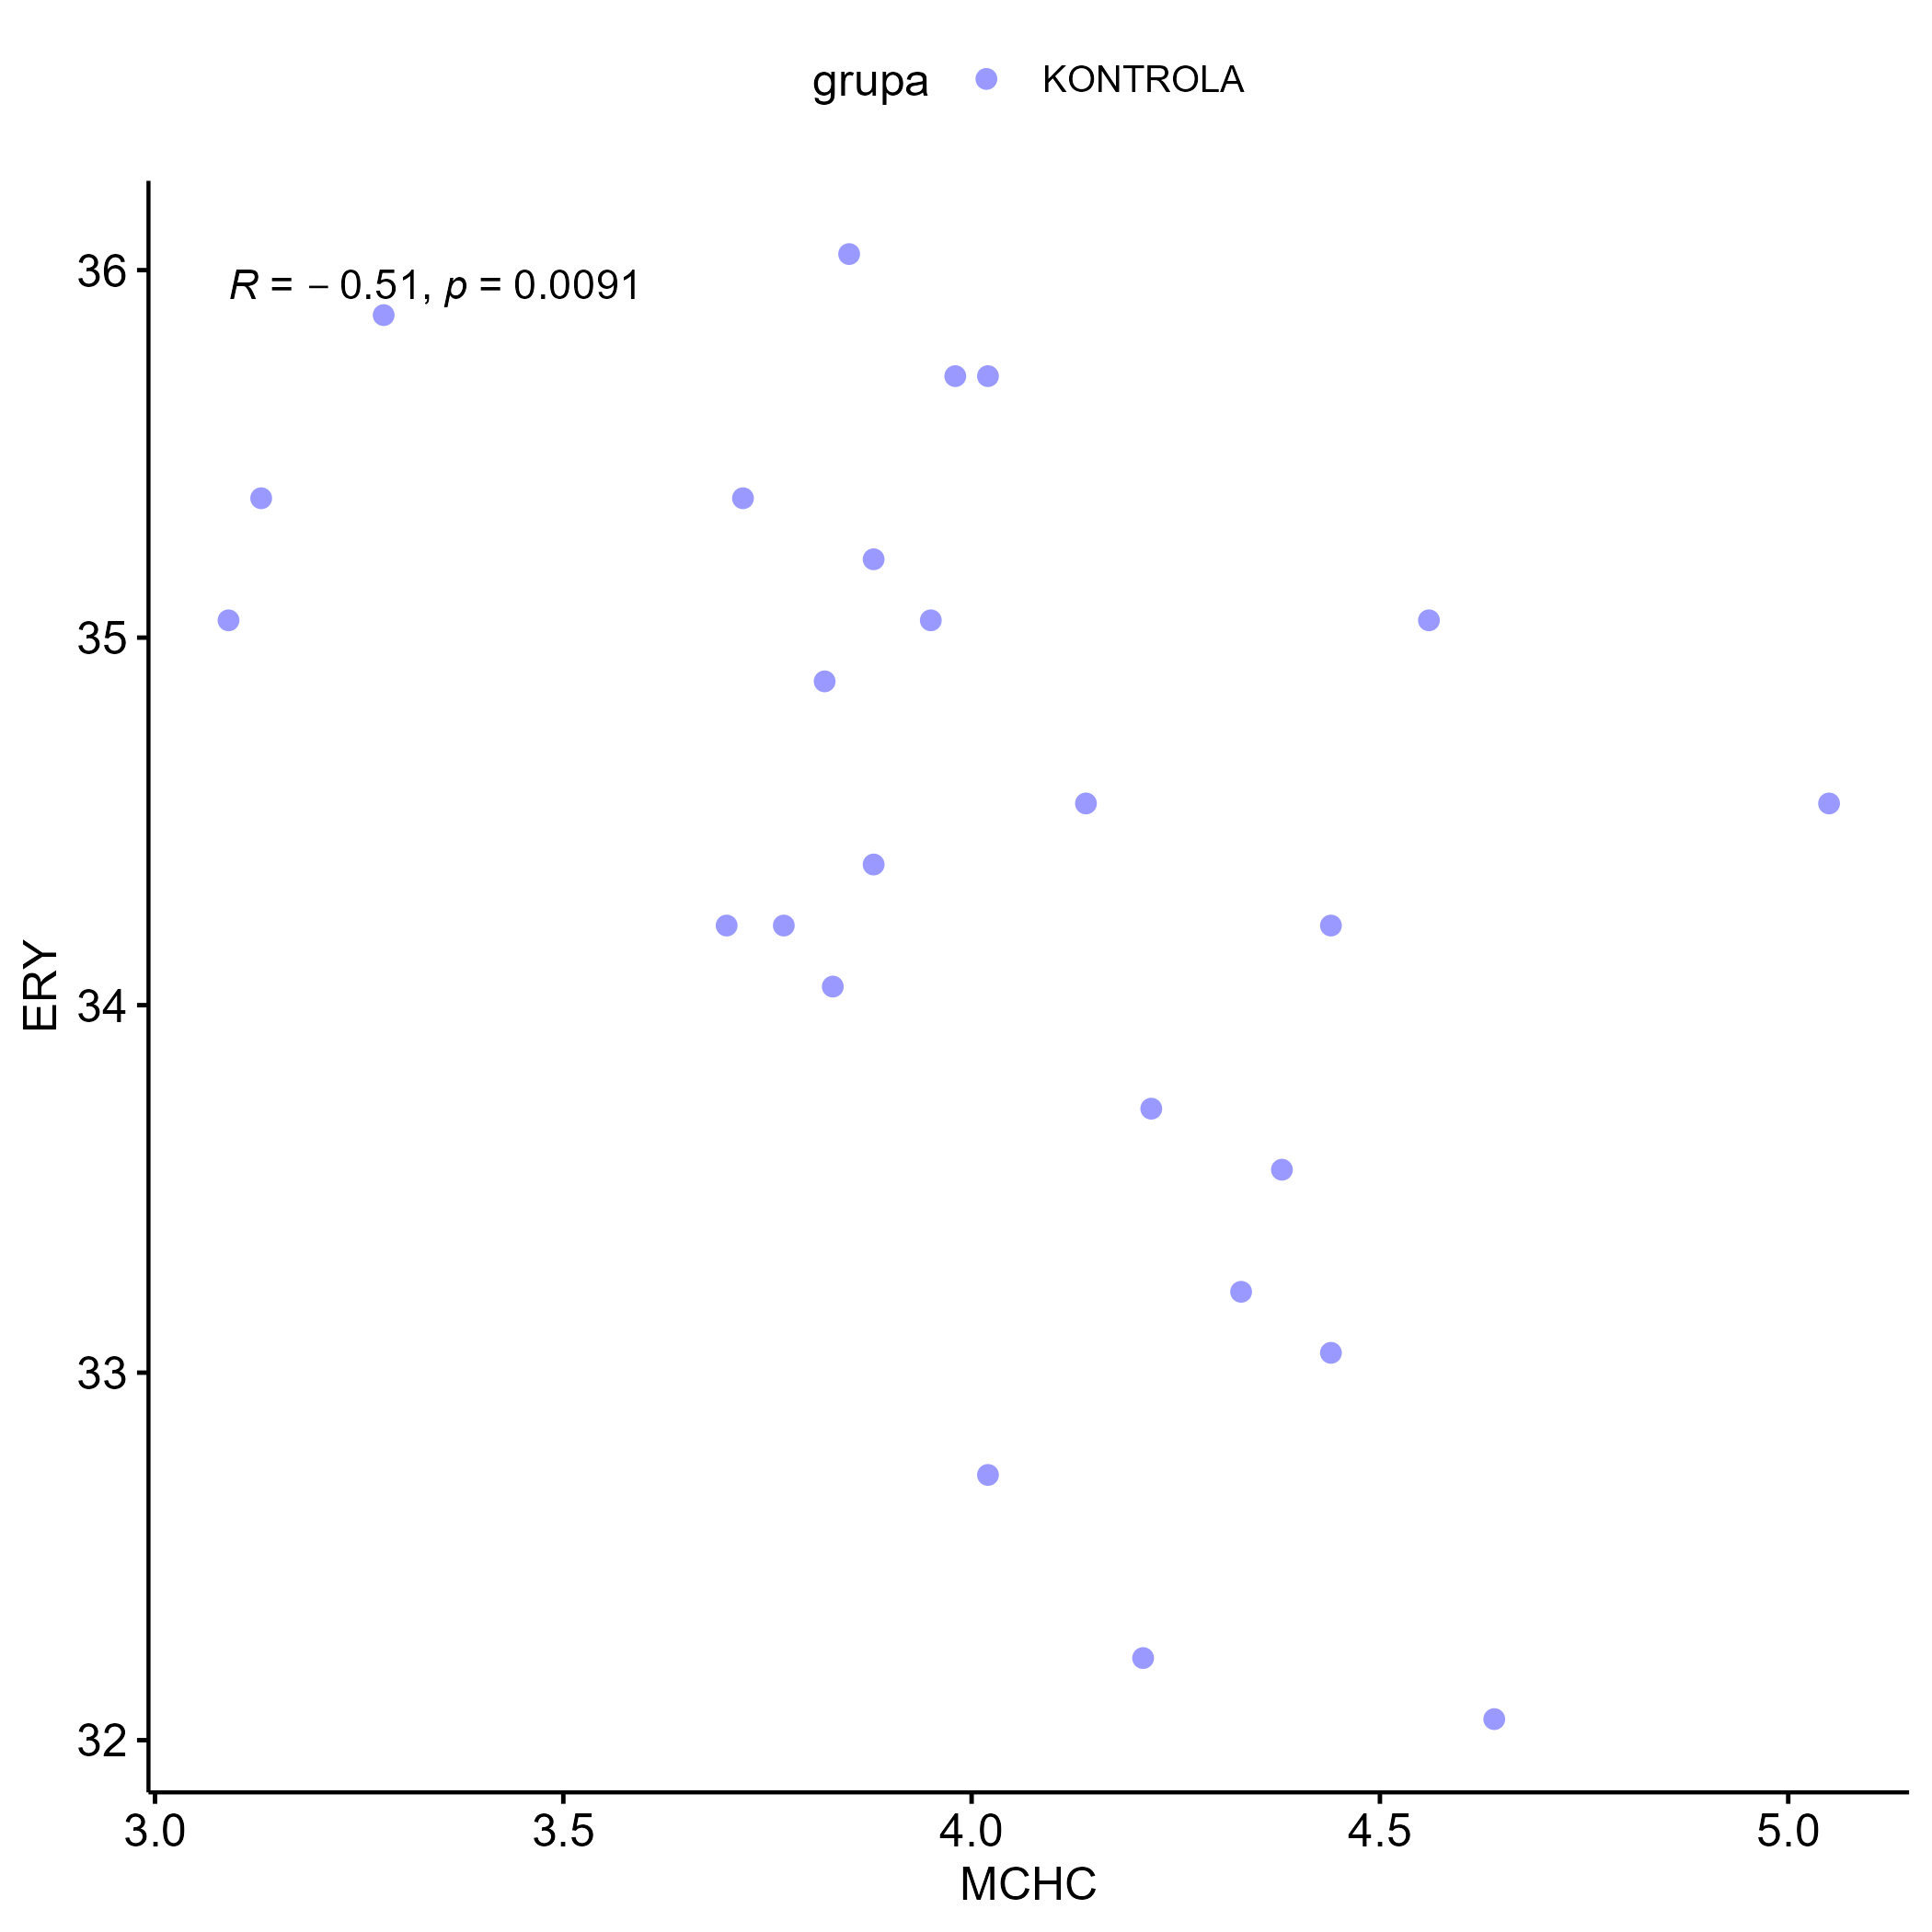 grupa KONTROLA
R = − 0.51, p = 0.0091
36
35
34
33
32
ERY
3.0 3.5 4.0 4.5 5.0
MCHC